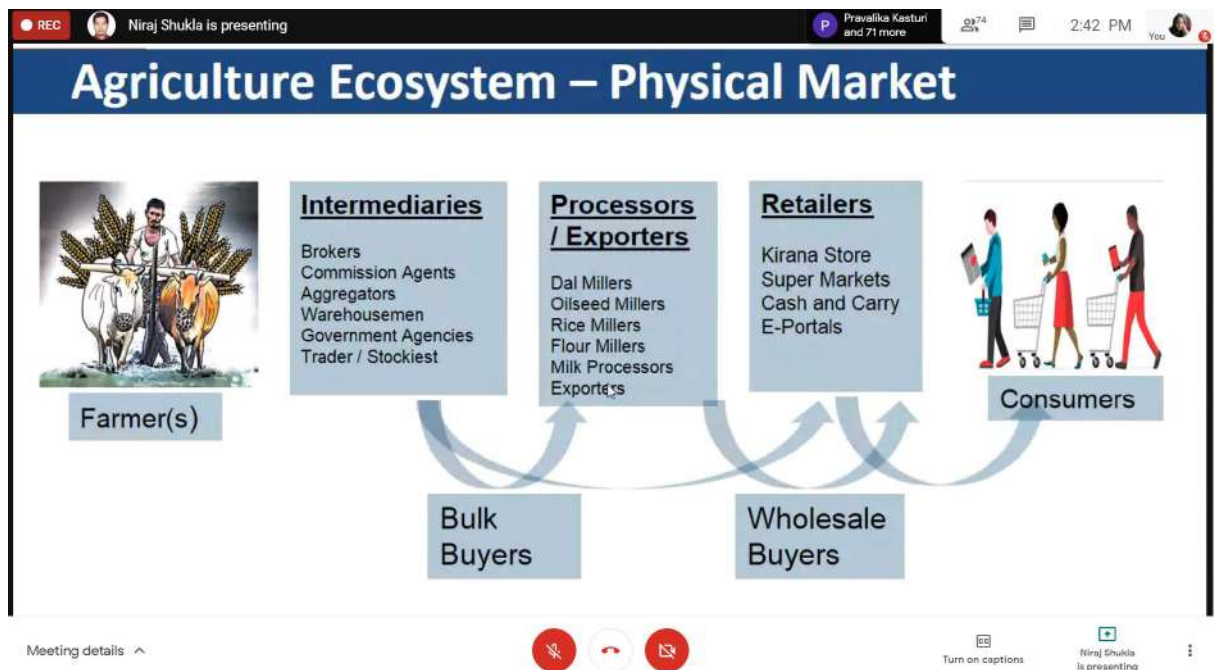 REC
Niraj Shukla is presenting
P
Pravalika Kasturi
and 71 more
74
2:42 PM
You
Agriculture Ecosystem – Physical Market
Farmer(s)
Intermediaries
Brokers
Commission Agents
Aggregators
Warehousemen
Government Agencies
Trader / Stockiest
Processors
/ Exporters
Dal Millers
Oilseed Millers
Rice Millers
Flour Millers
Milk Processors
Exporters
Retailers
Kirana Store
Super Markets
Cash and Carry
E-Portals
Consumers
Bulk
Buyers
Wholesale
Buyers
Meeting details
CC
Turn on captions
Niraj Shukla
is presenting